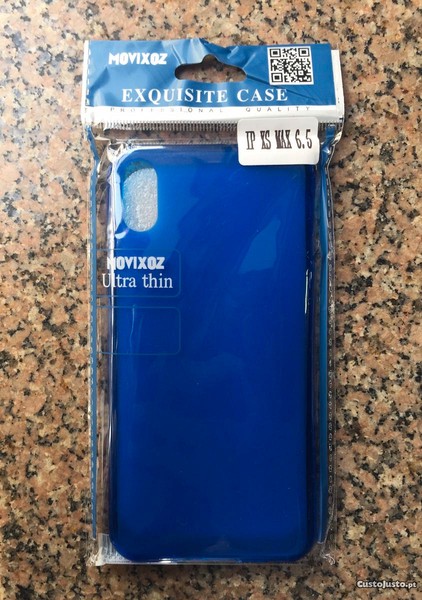 MOVIXOZ
EXQUISITE CASE
PROFESSIONAL QUALITY
IP XS MAX 6.5
MOVIXOZ
Ultra thin
CustoJusto.pt